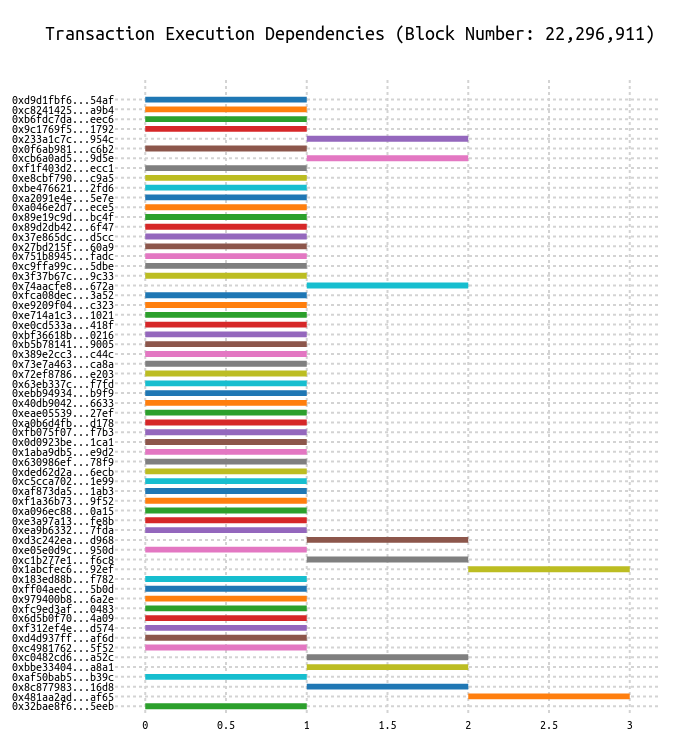 Transaction Execution Dependencies (Block Number: 22,296,911)
0xd9d1fbf6...54af
0xc8241425...a9b4
0xb6fdc7da...eec6
0x9c1769f5...1792
0x233a1c7c...954c
0x0f6ab981...c6b2
0xcb6a0ad5...9d5e
0xf1f403d2...ecc1
0xe8cbf790...c9a5
0xbe476621...2fd6
0xa2091e4e...5e7e
0xa046e2d7...ece5
0x89e19c9d...bc4f
0x89d2db42...6f47
0x37e865dc...d5cc
0x27bd215f...60a9
0x751b8945...fadc
0xc9ffa99c...5dbe
0x3f37b67c...9c33
0x74aacfe8...672a
0xfca08dec...3a52
0xe9209f04...c323
0xe714a1c3...1021
0xe0cd533a...418f
0xbf36618b...0216
0xb5b78141...9005
0x389e2cc3...c44c
0x73e7a463...ca8a
0x72ef8786...e203
0x63eb337c...f7fd
0xebb94934...b9f9
0x40db9042...6633
0xeae05539...27ef
0xa0b6d4fb...d178
0xfb075f07...f7b3
0x0d0923be...1ca1
0x1aba9db5...e9d2
0x630986ef...78f9
0xded62d2a...6ecb
0xc5cca702...1e99
0xaf873da5...1ab3
0xf1a36b73...9f52
0xa096ec88...0a15
0xe3a97a13...fe8b
0xea9b6332...7fda
0xd3c242ea...d968
0xe05e0d9c...950d
0xc1b277e1...f6c8
0x1abcfec6...92ef
0x183ed88b...f782
0xff04aedc...5b0d
0x979400b8...6a2e
0xfc9ed3af...0483
0x6d5b0f70...4a09
0xf312ef4e...d574
0xd4d937ff...af6d
0xc4981762...5f52
0xc0482cd6...a52c
0xbbe33404...a8a1
0xaf50bab5...b39c
0x8c877983...16d8
0x481aa2ad...af65
0x32bae8f6...5eeb
0 0.5 1 1.5 2 2.5 3